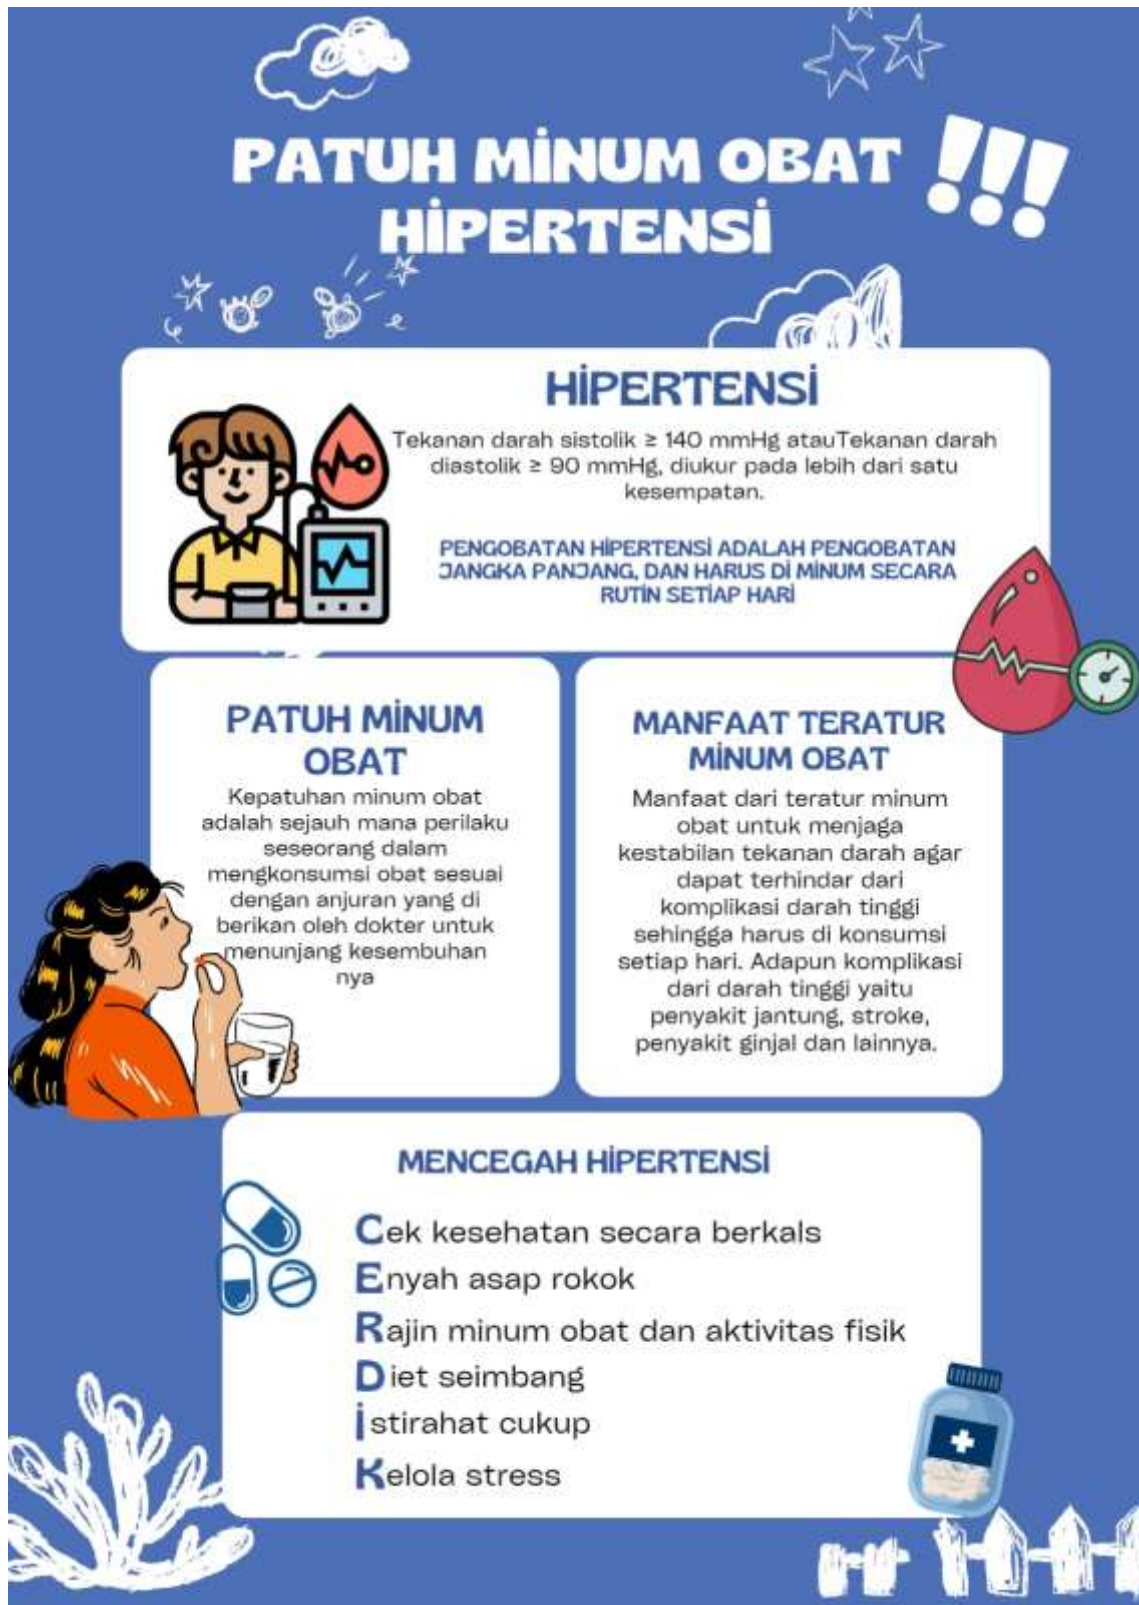 PATUH MİNUM OBAT !!!
HİPERTENSİ
HİPERTENSİ
Tekanan darah sistolik ≥ 140 mmHg atauTekanan darah
diastolik ≥ 90 mmHg, diukur pada lebih dari satu
kesempatan.
PENGOBATAN HİPERTENSİ ADALAH PENGOBATAN
JANGKA PANJANG, DAN HARUS Dİ MİNUM SECARA
RUTİN SETİAP HARİ
PATUH MİNUM
OBAT
Kepatuhan minum obat
adalah sejauh mana perilaku
seseorang dalam
mengkonsumsi obat sesuai
dengan anjuran yang di
berikan oleh dokter untuk
menunjang kesembuhan
nya
MANFAAT TERATUR
MİNUM OBAT
Manfaat dari teratur minum
obat untuk menjaga
kestabilan tekanan darah agar
dapat terhindar dari
komplikasi darah tinggi
sehingga harus di konsumsi
setiap hari. Adapun komplikasi
dari darah tinggi yaitu
penyakit jantung, stroke,
penyakit ginjal dan lainnya.
MENCEGAH HİPERTENSİ
Cek kesehatan secara berkals
Enyah asap rokok
Rajin minum obat dan aktivitas fisik
Diet seimbang
İstirahat cukup
Kelola stress